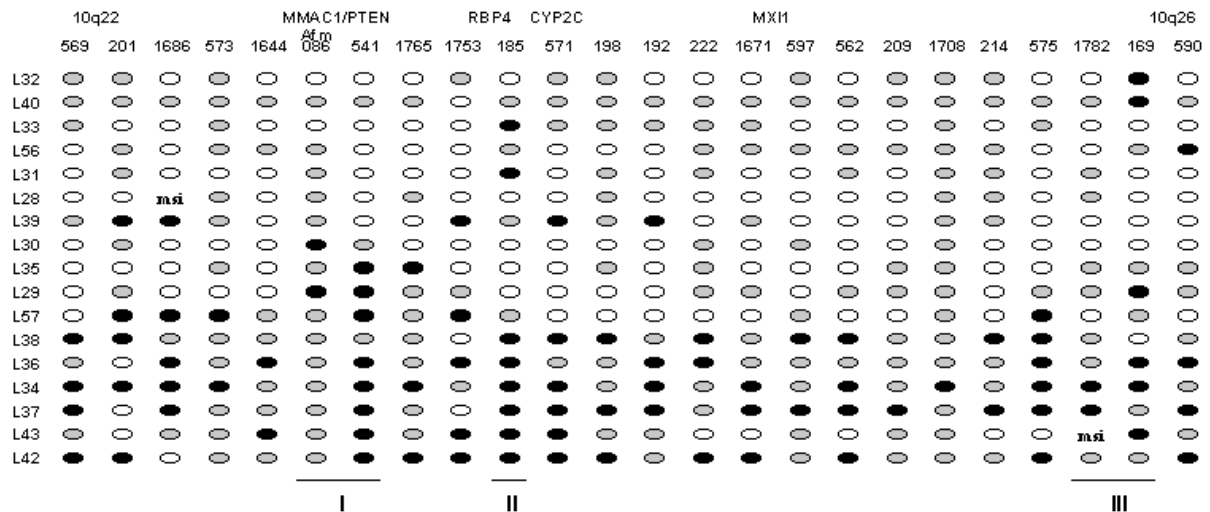 10q22 MMAC1/PTEN RBP4 CYP2C MXI1 10q26
569 201 1686 573 1644 Afm 086 541 1765 1753 185 571 198 192 222 1671 597 562 209 1708 214 575 1782 169 590
L32
L40
L33
L56
L31
L28 msi
L39
L30
L35
L29
L57
L38
L36
L34
L37
L43 msi
L42
I II III